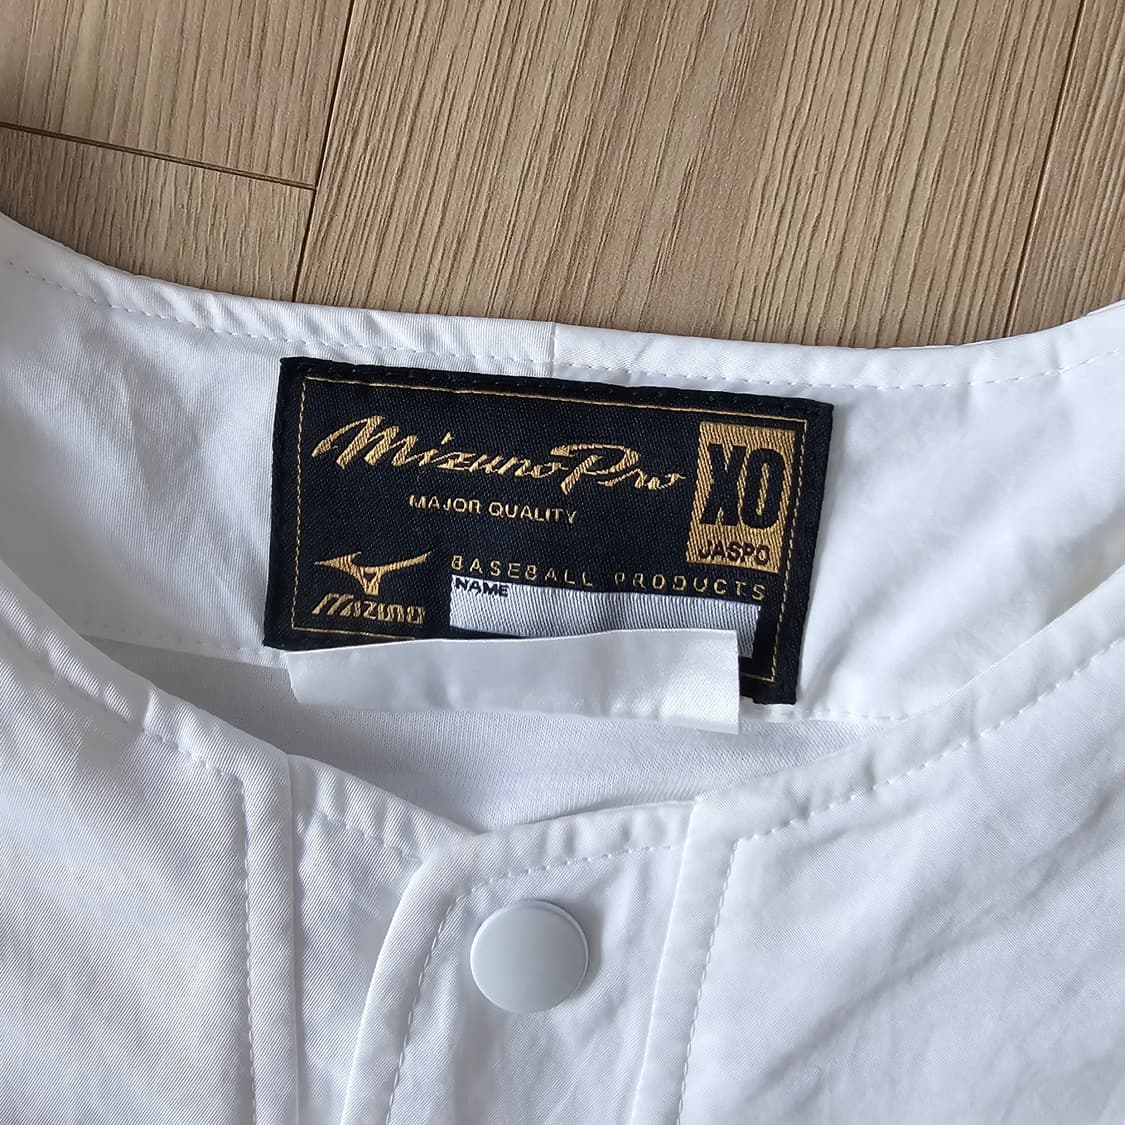 Mizuno Pro
XO
MAJOR QUALITY
JASPO
BASEBALL PRODUCTS
MIZUNO
NAME